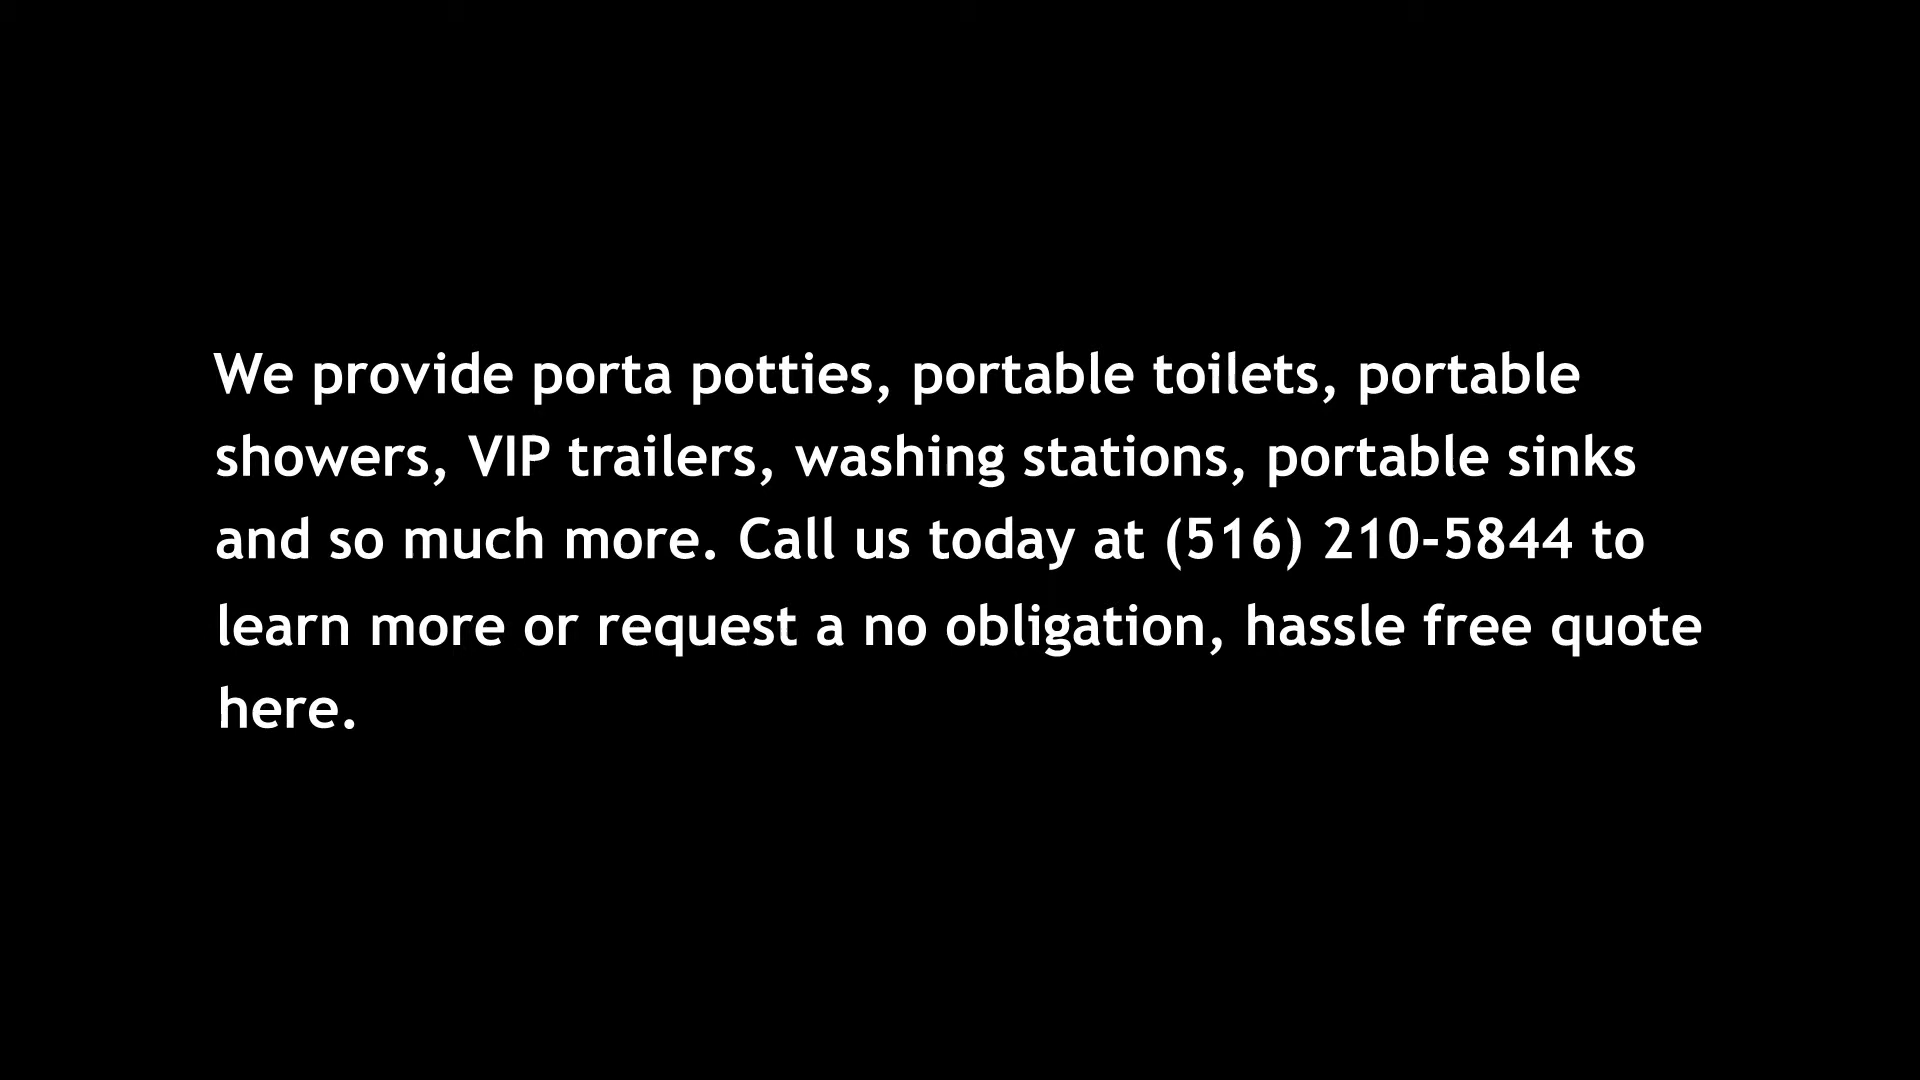 We provide porta potties, portable toilets, portable
showers, VIP trailers, washing stations, portable sinks
and so much more. Call us today at (516) 210-5844 to
learn more or request a no obligation, hassle free quote
here.